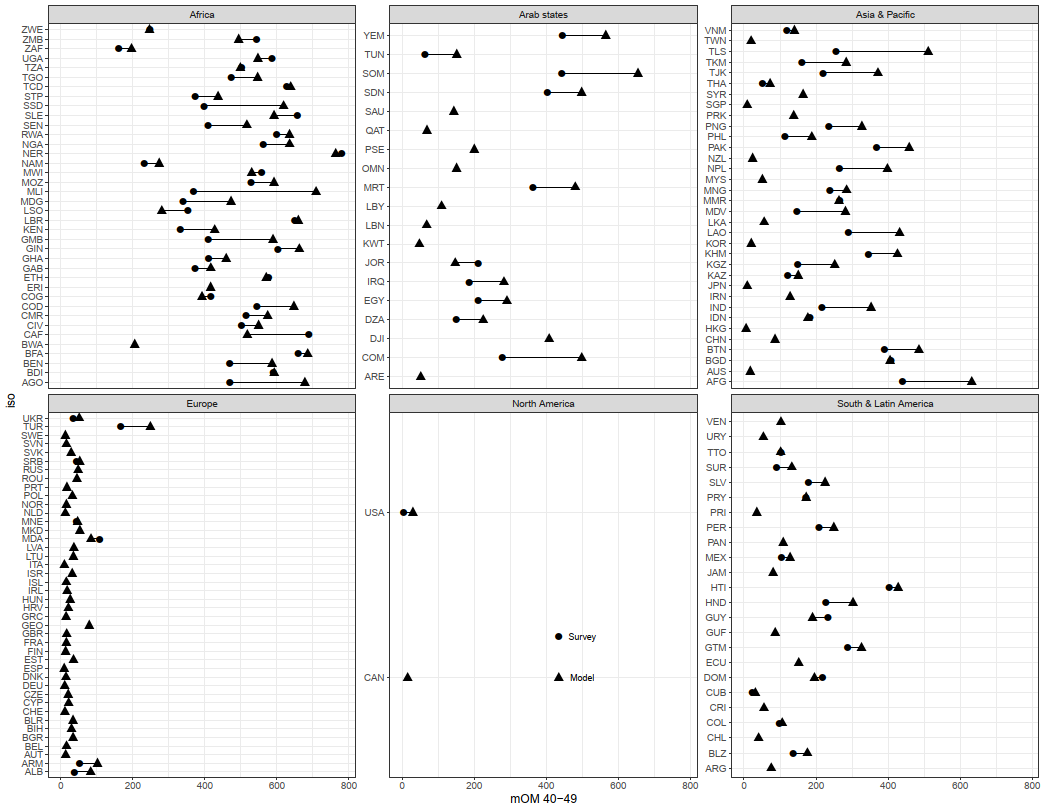 Africa
ZWE
ZMB
ZAF
UGA
TZA
TGO
TCD
STP
SSD
SLE
SEN
RWA
NGA
NER
NAM
MWI
MOZ
MLI
MDG
LSO
LBR
KEN
GMB
GIN
GHA
GAB
ETH
ERI
COG
COD
CMR
CIV
CAF
BWA
BFA
BEN
BDI
AGO
Arab states
YEM
TUN
SOM
SDN
SAU
QAT
PSE
OMN
MRT
LBY
LBN
KWT
JOR
IRQ
EGY
DZA
DJI
COM
ARE
Asia & Pacific
VNM
TWN
TLS
TKM
TJK
THA
SYR
SGP
PRK
PNG
PHL
PAK
NZL
NPL
MYS
MNG
MMR
MDV
LKA
LAO
KOR
KHM
KGZ
KAZ
JPN
IRN
IND
IDN
HKG
CHN
BTN
BGD
AUS
AFG
iso
Europe
UKR
TUR
SWE
SVN
SVK
SRB
RUS
ROU
PRT
POL
NOR
NLD
MNE
MKD
MDA
LVA
LTU
ITA
ISR
ISL
IRL
HUN
HRV
GRC
GEO
GBR
FRA
FIN
EST
ESP
DNK
DEU
CZE
CYP
CHE
BLR
BIH
BGR
BEL
AUT
ARM
ALB
0 200 400 600 800
North America
USA
CAN
Survey
Model
0 200 400 600 800
South & Latin America
VEN
URY
TTO
SUR
SLV
PRY
PRI
PER
PAN
MEX
JAM
HTI
HND
GUY
GUF
GTM
ECU
DOM
CUB
CRI
COL
CHL
BLZ
ARG
0 200 400 600 800
mOM 40−49